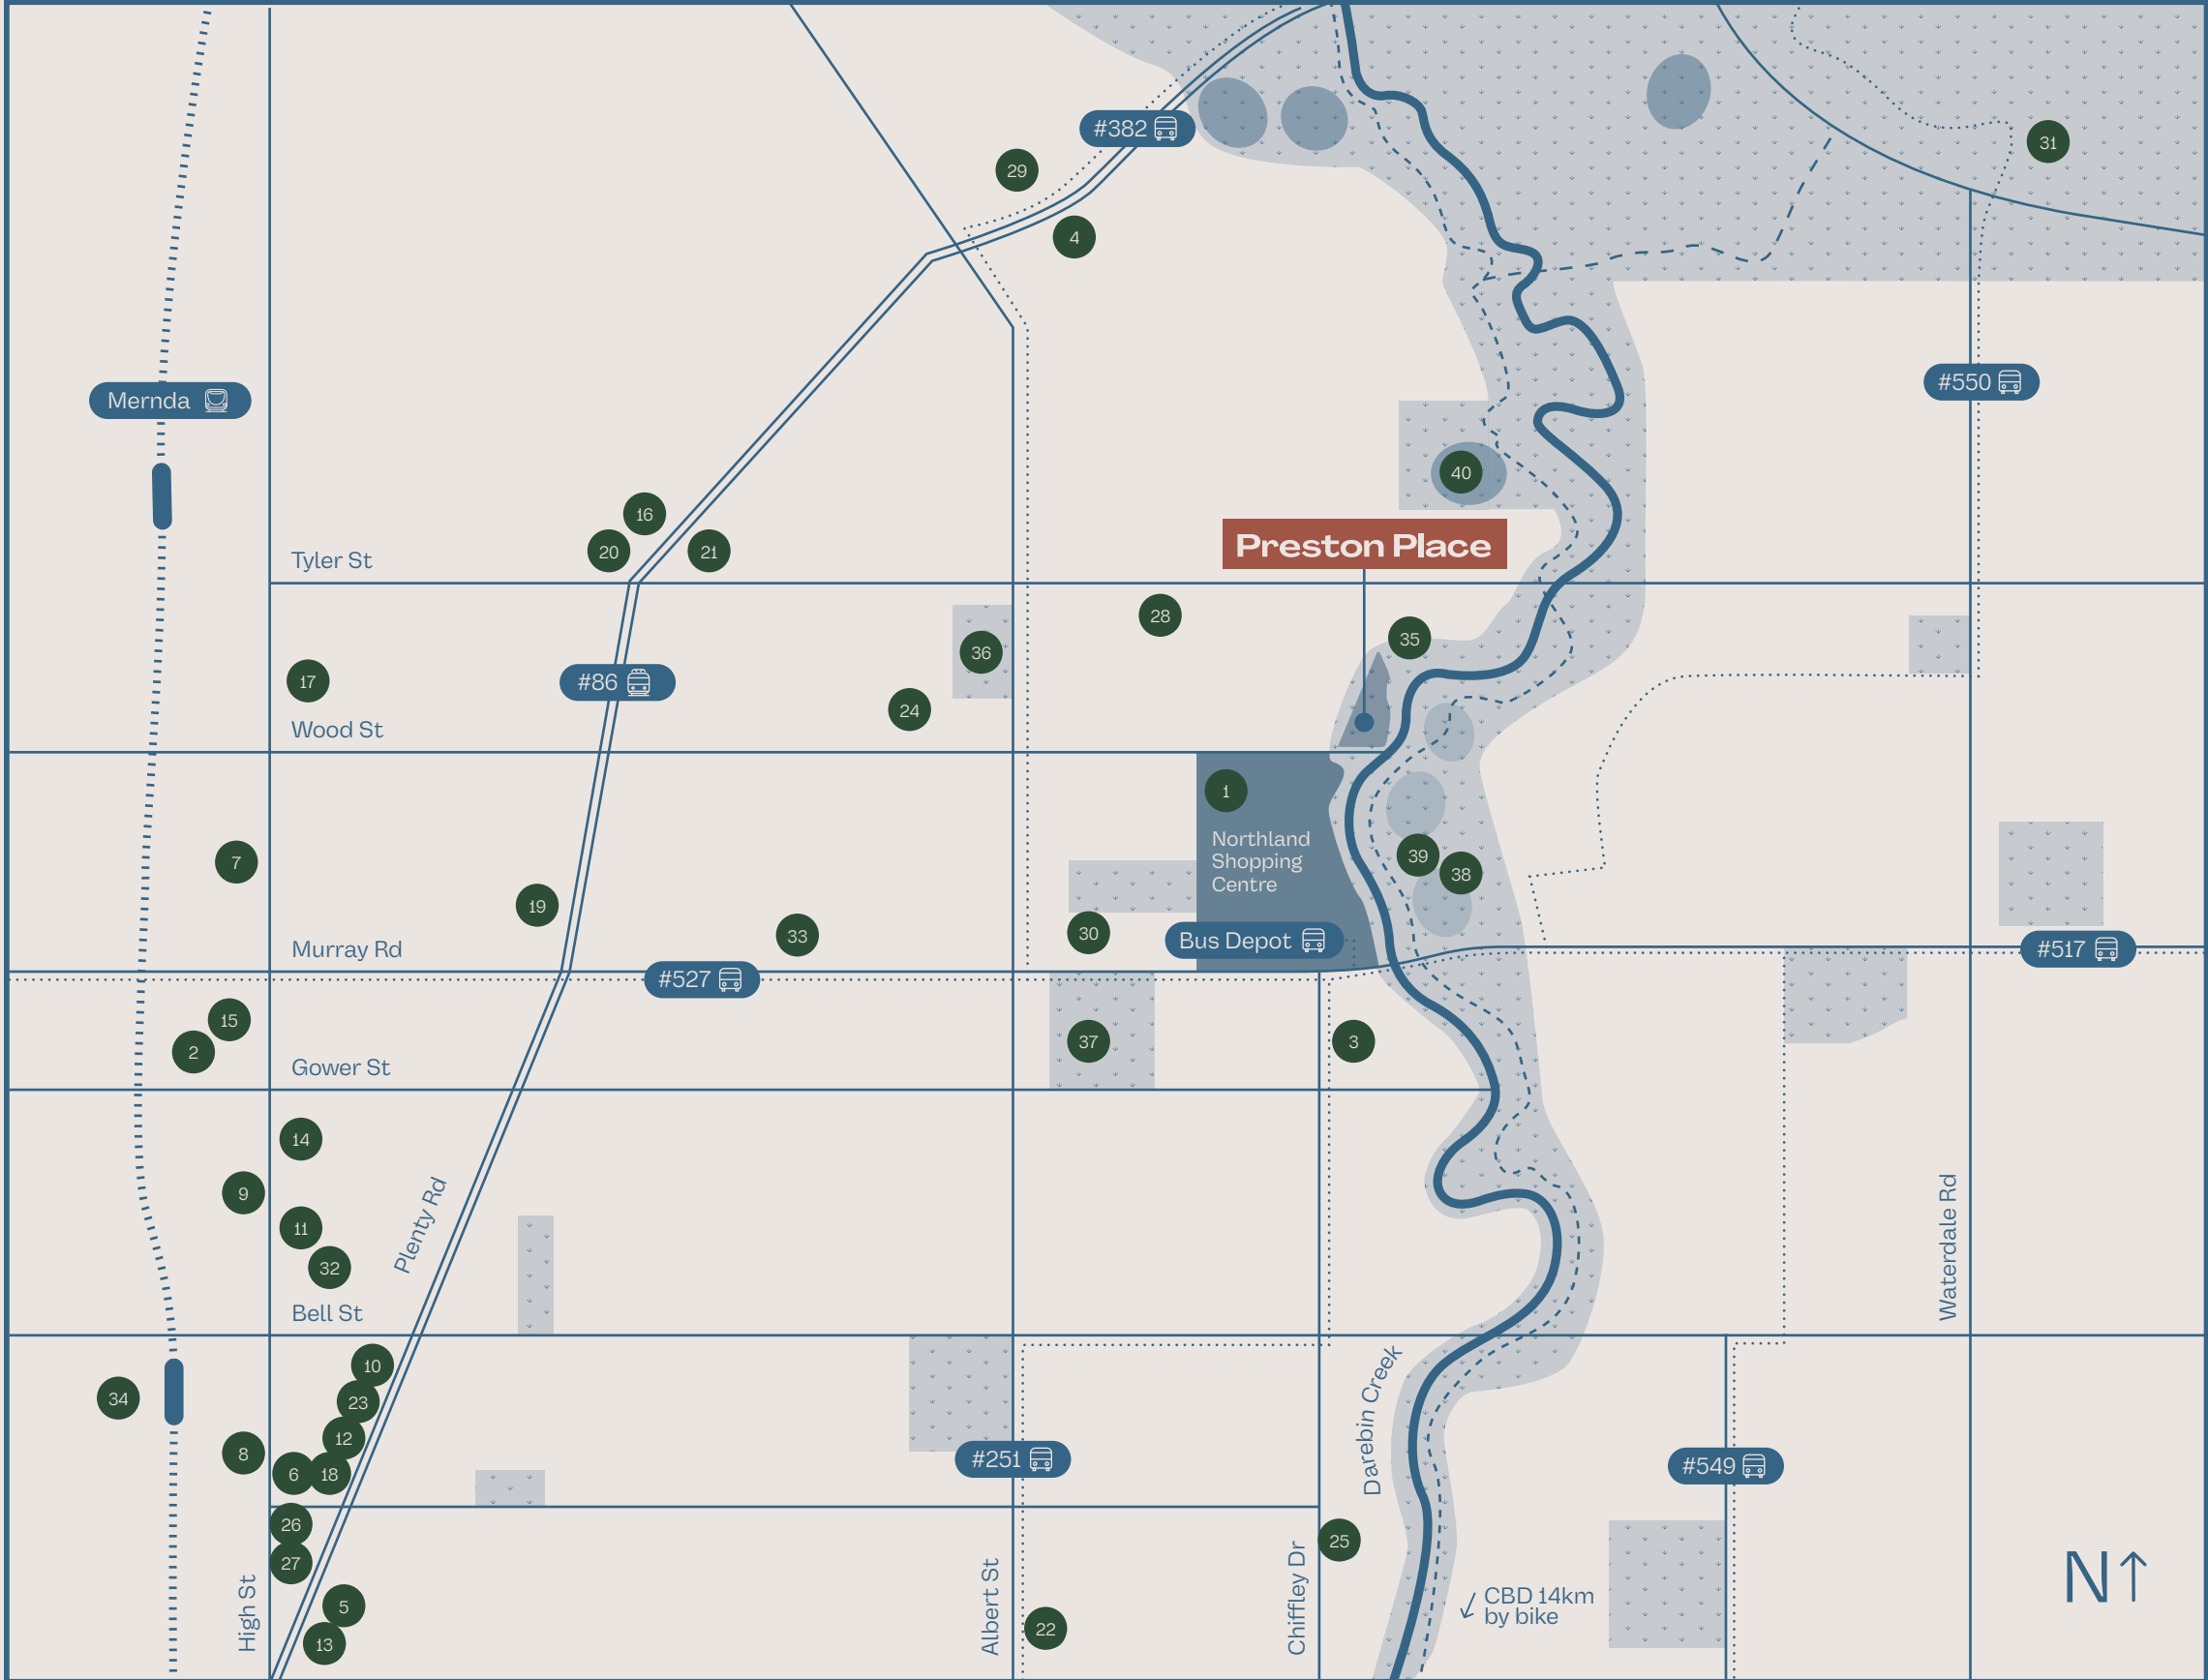 #382
31
29
4
#550
Mernda
40
16
20
21
Preston Place
Tyler St
28
35
36
17
#86
24
Wood St
1
Northland
Shopping
Centre
7
39
38
19
33
30
Bus Depot
Murray Rd
#517
#527
15
2
37
3
Gower St
14
9
11
32
Plenty Rd
Waterdale Rd
Bell St
10
34
23
12
8
6
18
#251
Darebin Creek
#549
26
27
25
5
13
High St
Albert St
22
Chiffley Dr
↙ CBD 14km
by bike
N↑